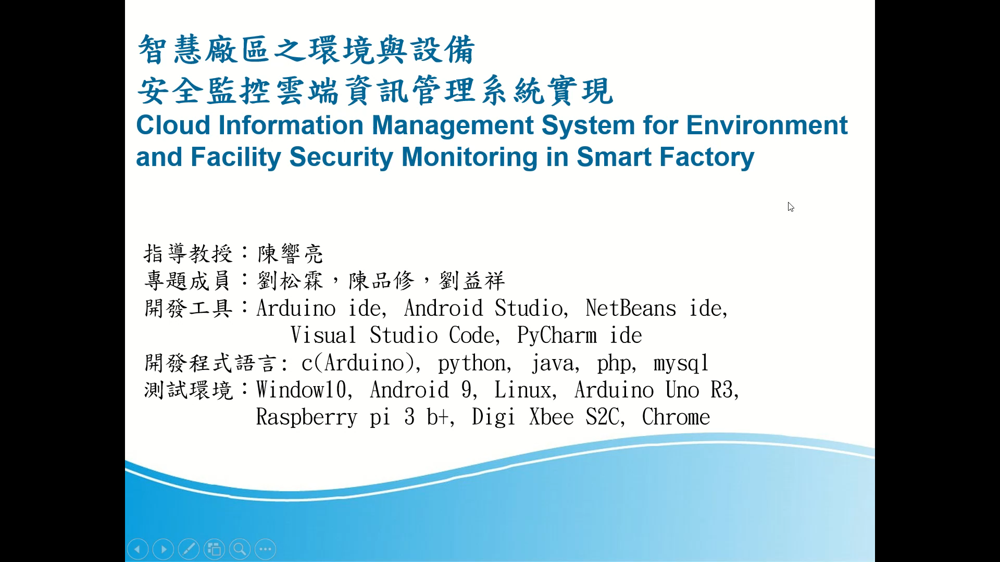 智慧廠區之環境與設備
安全監控雲端資訊管理系統實現
Cloud Information Management System for Environment
and Facility Security Monitoring in Smart Factory
指導教授：陳響亮
專題成員：劉松霖，陳品修，劉益祥
開發工具：Arduino ide, Android Studio, NetBeans ide,
Visual Studio Code, PyCharm ide
開發程式語言: c(Arduino), python, java, php, mysql
測試環境：Window10, Android 9, Linux, Arduino Uno R3,
Raspberry pi 3 b+, Digi Xbee S2C, Chrome